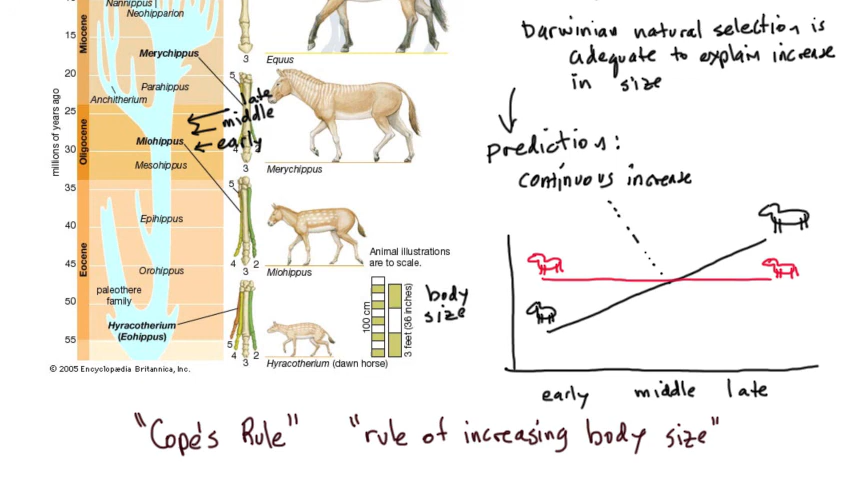 Nannippus
Neohipparion
Merychippus
Parahippus
Anchitherium
Miohippus
Mesohippus
Epihippus
Orohippus
paleothere
family
Hyracotherium
(Eohippus)
Miocene
Oligocene
Eocene
millions of years ago
20
25
30
35
40
45
50
55
3
5
4
3
5
4 2
3
5
4 2
3
Equus
Merychippus
Miohippus
Hyracotherium (dawn horse)
late
middle
early
Animal illustrations
are to scale.
100 cm
3 feet (36 inches)
© 2005 Encyclopædia Britannica, Inc.
Darwinian natural selection is
adequate to explain increase
in size
prediction:
continuous increase
body
size
early middle late
"Cope's Rule" "rule of increasing body size"